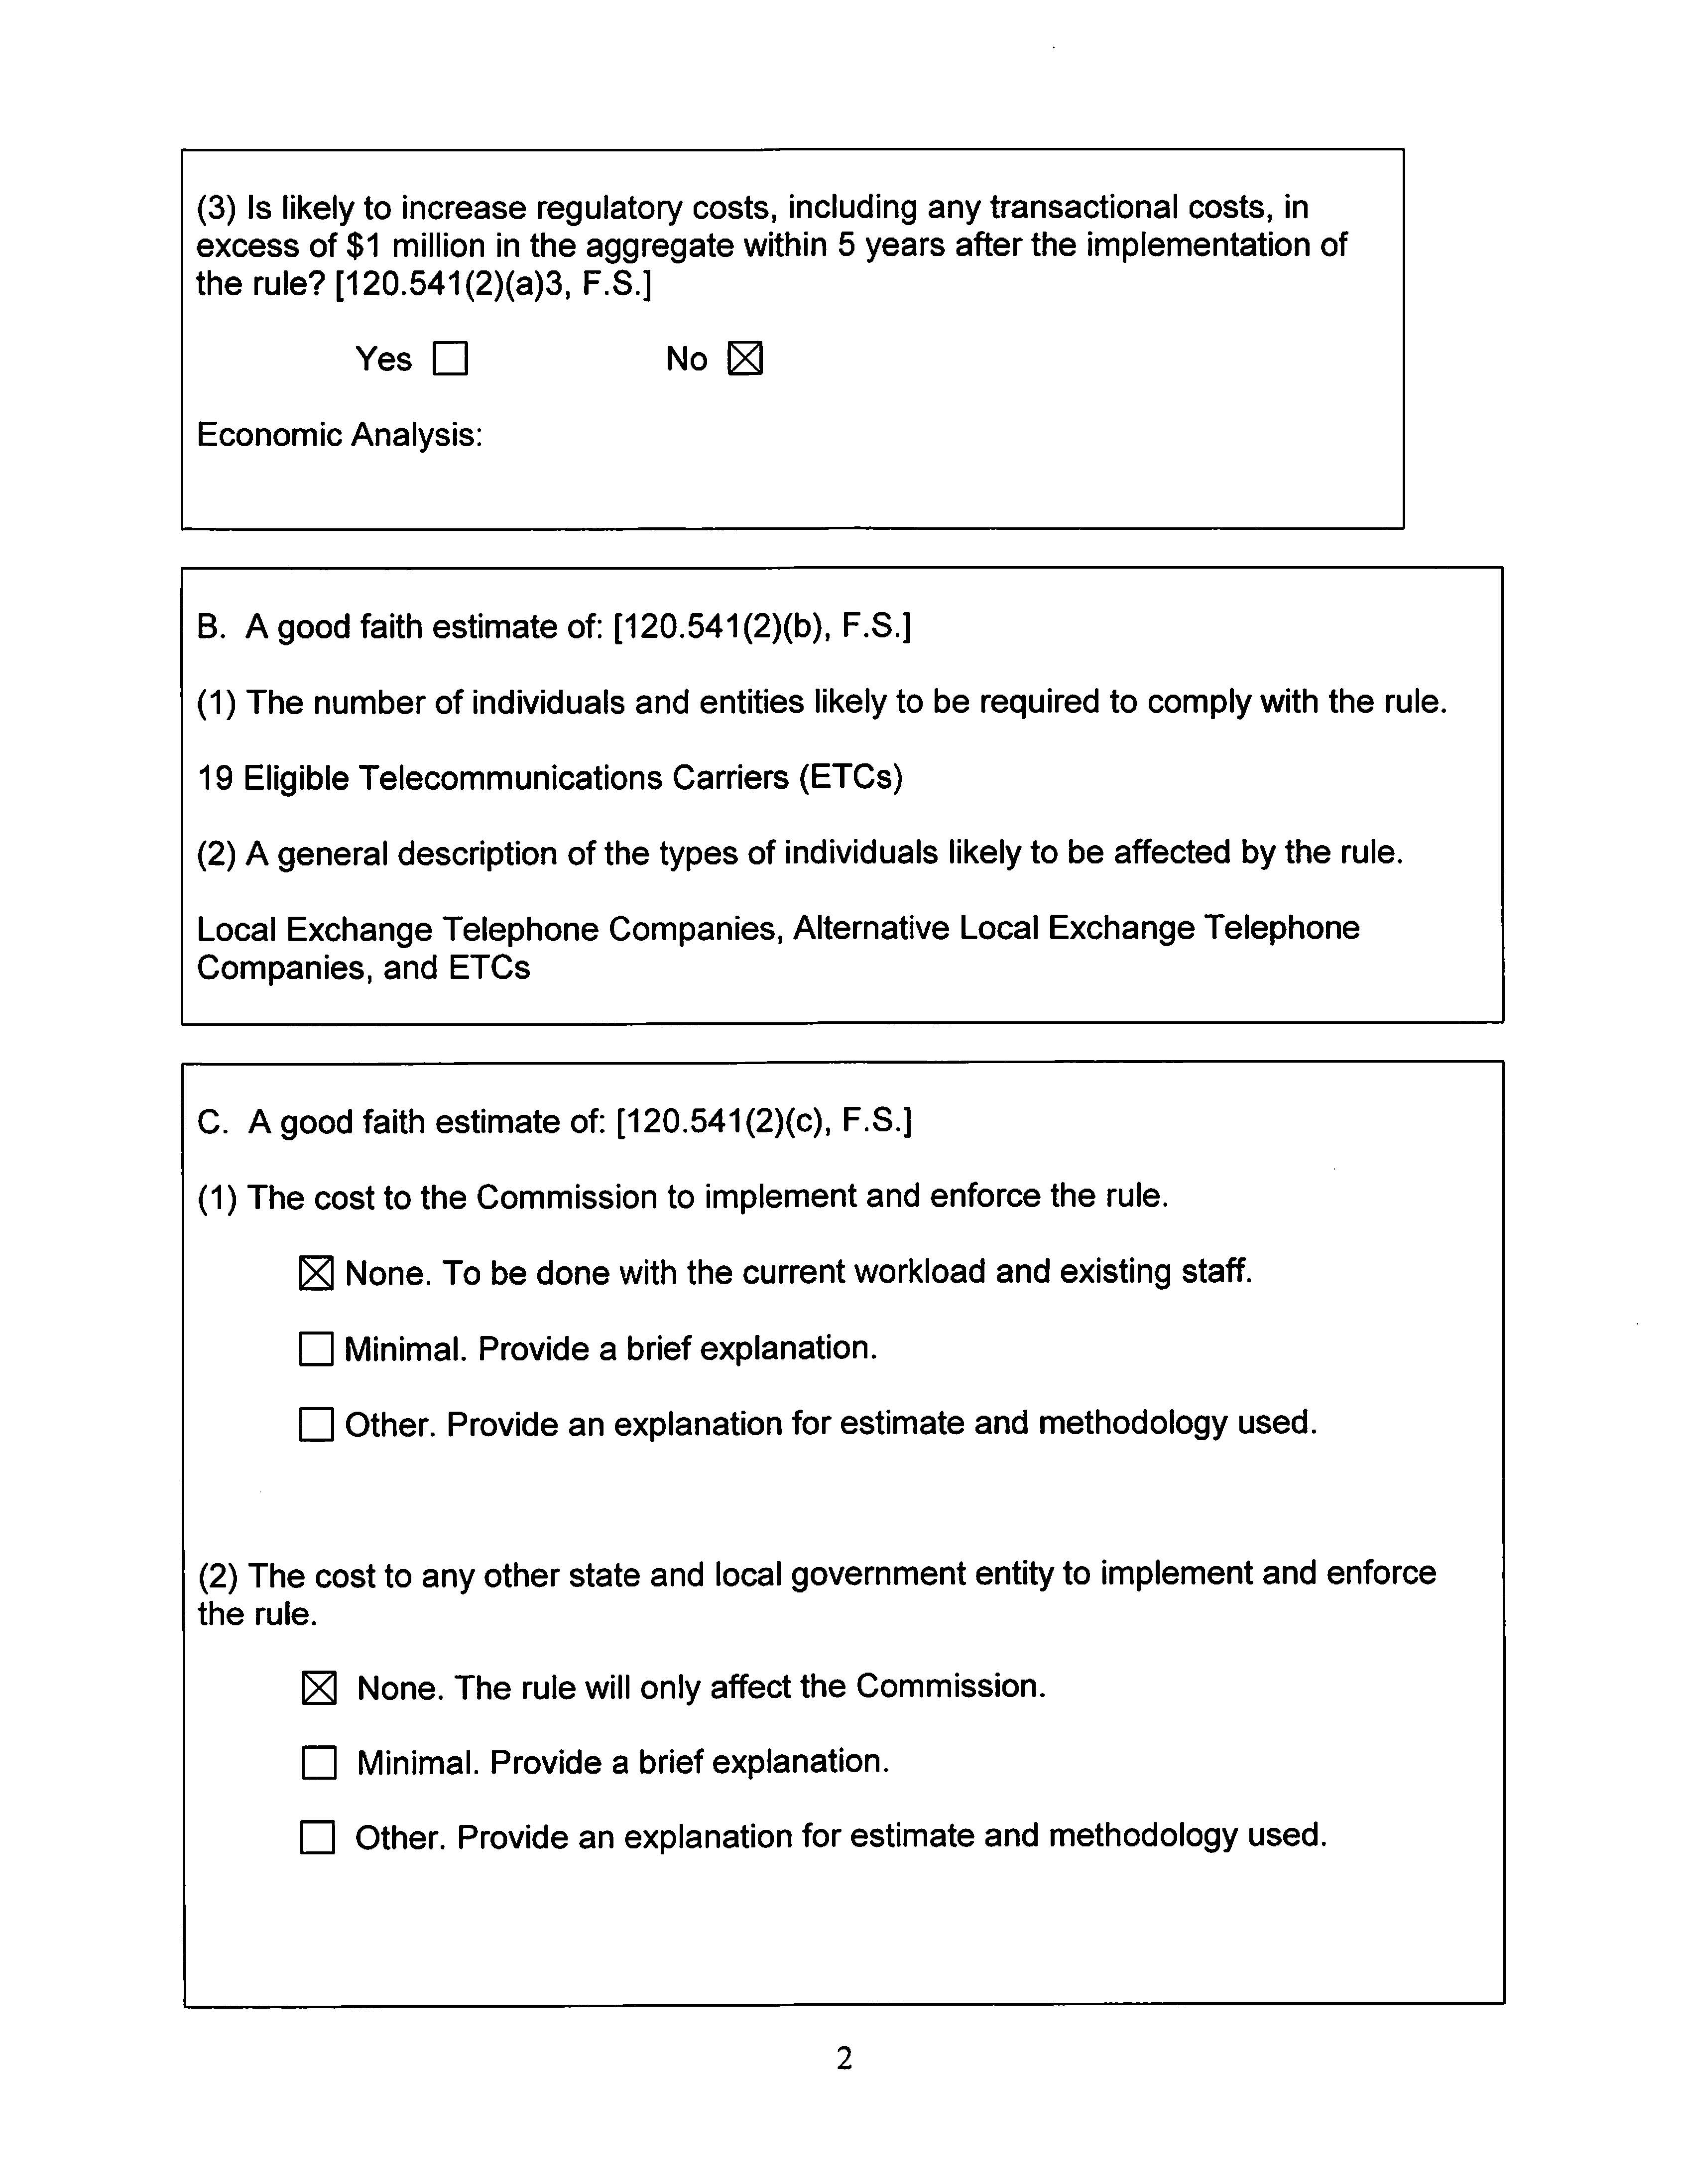 (3) Is likely to increase regulatory costs, including any transactional costs, in
excess of $1 million in the aggregate within 5 years after the implementation of
the rule? [120.541(2)(a)3, F.S.]
Yes ☐ No ☒
Economic Analysis:
B. A good faith estimate of: [120.541(2)(b), F.S.]
(1) The number of individuals and entities likely to be required to comply with the rule.
19 Eligible Telecommunications Carriers (ETCs)
(2) A general description of the types of individuals likely to be affected by the rule.
Local Exchange Telephone Companies, Alternative Local Exchange Telephone
Companies, and ETCs
C. A good faith estimate of: [120.541(2)(c), F.S.]
(1) The cost to the Commission to implement and enforce the rule.
☒ None. To be done with the current workload and existing staff.
☐ Minimal. Provide a brief explanation.
☐ Other. Provide an explanation for estimate and methodology used.
(2) The cost to any other state and local government entity to implement and enforce
the rule.
☒ None. The rule will only affect the Commission.
☐ Minimal. Provide a brief explanation.
☐ Other. Provide an explanation for estimate and methodology used.
2